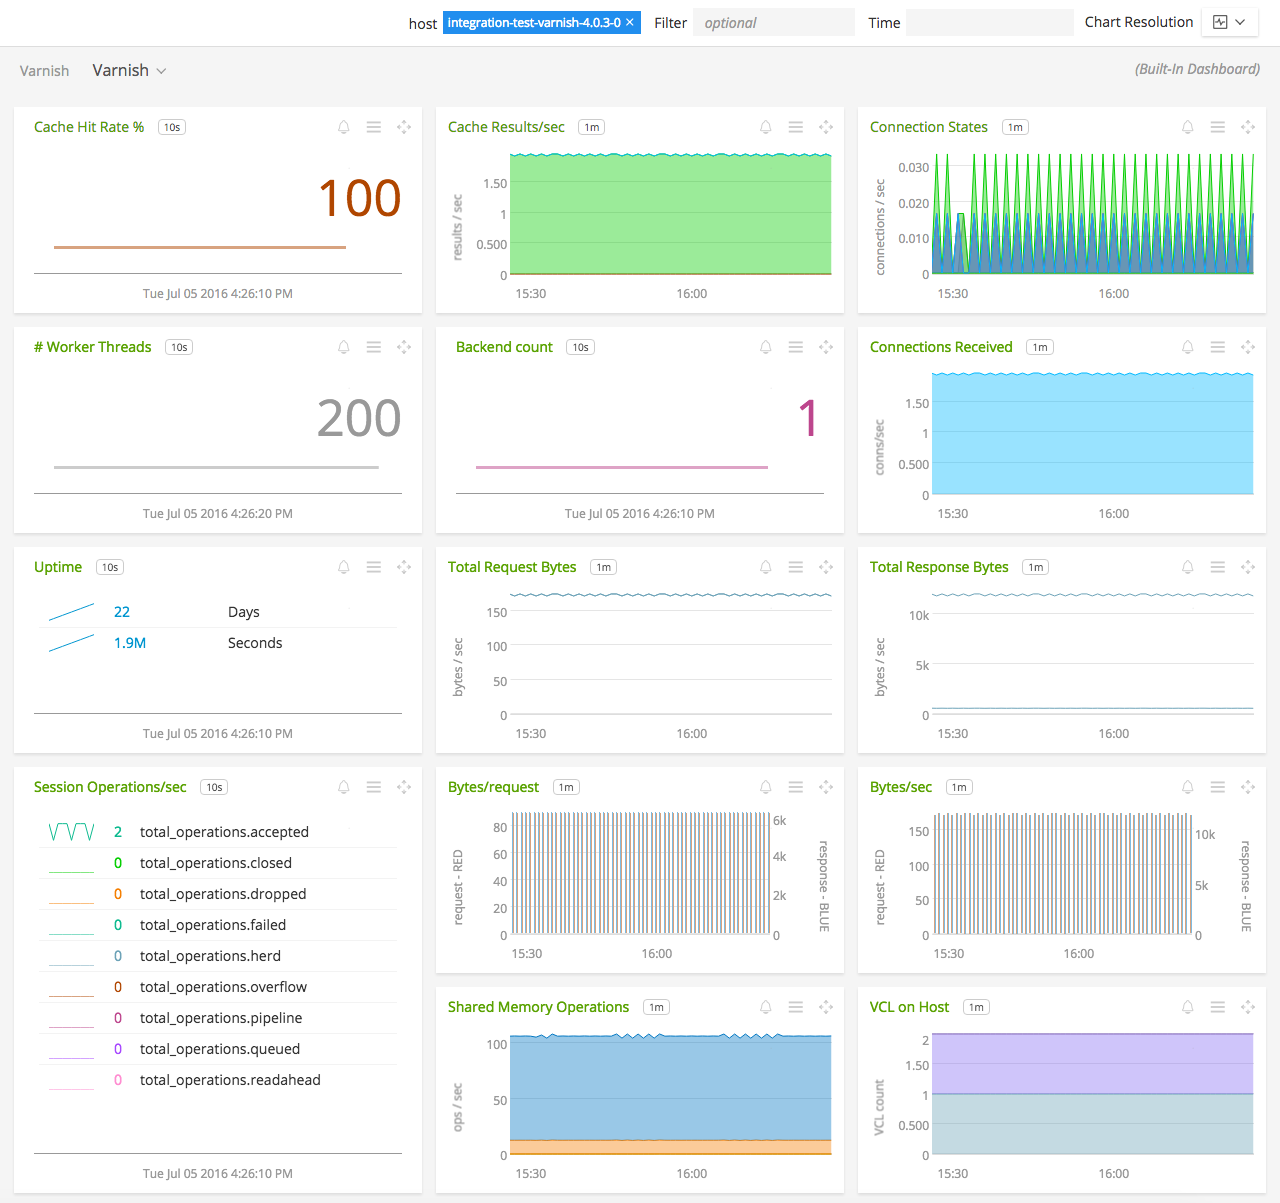 host integration-test-varnish-4.0.3-0 × Filter optional Time Chart Resolution
Varnish Varnish (Built-In Dashboard)
Cache Hit Rate % 10s
100
Tue Jul 05 2016 4:26:10 PM
Cache Results/sec 1m
results / sec
1.50
1
0.500
0
15:30 16:00
Connection States 1m
connections / sec
0.030
0.020
0.010
0
15:30 16:00
# Worker Threads 10s
200
Tue Jul 05 2016 4:26:20 PM
Backend count 10s
1
Tue Jul 05 2016 4:26:10 PM
Connections Received 1m
conns/sec
1.50
1
0.500
0
15:30 16:00
Uptime 10s
22 Days
1.9M Seconds
Tue Jul 05 2016 4:26:10 PM
Total Request Bytes 1m
bytes / sec
150
100
50
0
15:30 16:00
Total Response Bytes 1m
bytes / sec
10k
5k
0
15:30 16:00
Session Operations/sec 10s
2 total_operations.accepted
0 total_operations.closed
0 total_operations.dropped
0 total_operations.failed
0 total_operations.herd
0 total_operations.overflow
0 total_operations.pipeline
0 total_operations.queued
0 total_operations.readahead
Tue Jul 05 2016 4:26:10 PM
Bytes/request 1m
request - RED
80
60
40
20
0
6k
4k
2k
0
response - BLUE
15:30 16:00
Bytes/sec 1m
request - RED
150
100
50
0
10k
5k
0
response - BLUE
15:30 16:00
Shared Memory Operations 1m
ops / sec
100
50
0
15:30 16:00
VCL on Host 1m
VCL count
2
1.50
1
0.500
0
15:30 16:00